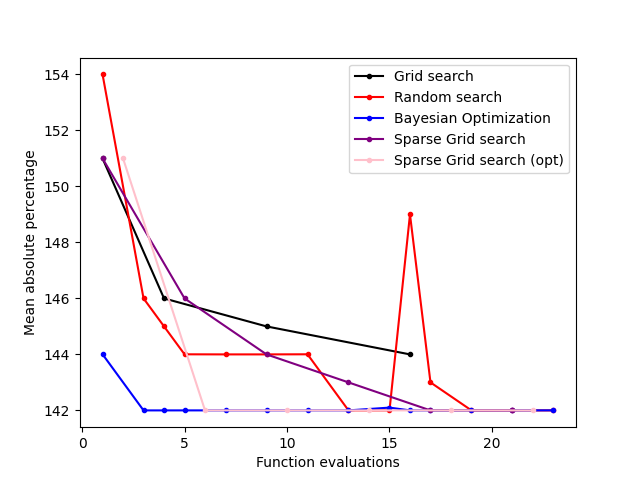 Grid search
Random search
Bayesian Optimization
Sparse Grid search
Sparse Grid search (opt)
154
152
150
148
146
144
142
Mean absolute percentage
0 5 10 15 20
Function evaluations